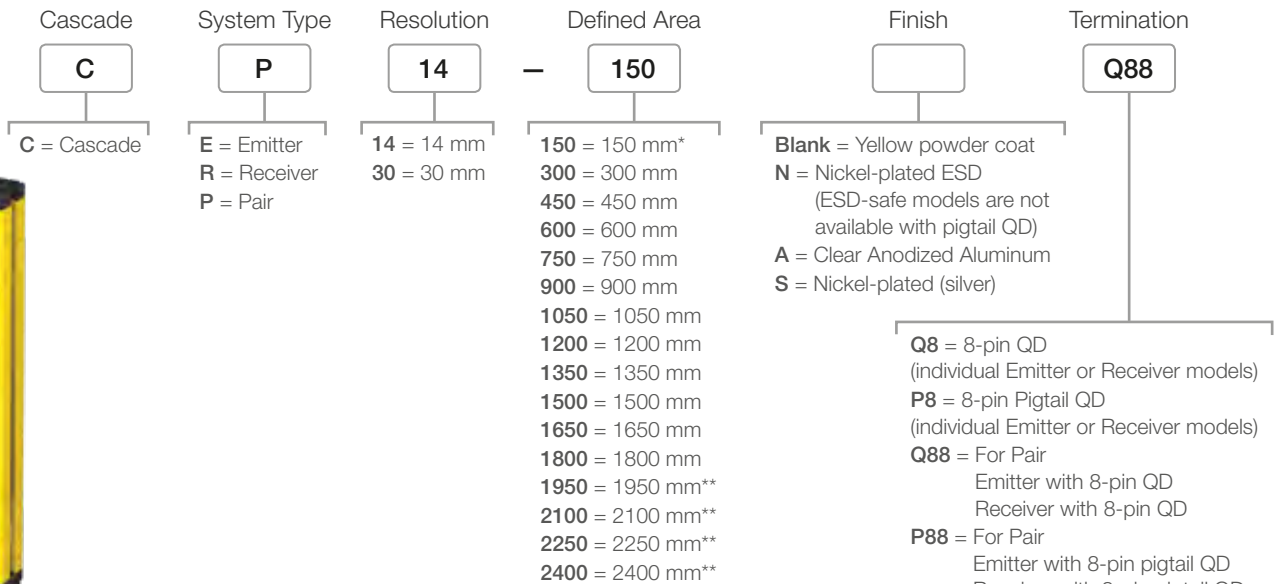 Cascade System Type Resolution Defined Area Finish Termination
C P 14 – 150 Q88
C = Cascade
E = Emitter
R = Receiver
P = Pair
14 = 14 mm
30 = 30 mm
150 = 150 mm*
300 = 300 mm
450 = 450 mm
600 = 600 mm
750 = 750 mm
900 = 900 mm
1050 = 1050 mm
1200 = 1200 mm
1350 = 1350 mm
1500 = 1500 mm
1650 = 1650 mm
1800 = 1800 mm
1950 = 1950 mm**
2100 = 2100 mm**
2250 = 2250 mm**
2400 = 2400 mm**
Blank = Yellow powder coat
N = Nickel-plated ESD
(ESD-safe models are not
available with pigtail QD)
A = Clear Anodized Aluminum
S = Nickel-plated (silver)
Q8 = 8-pin QD
(individual Emitter or Receiver models)
P8 = 8-pin Pigtail QD
(individual Emitter or Receiver models)
Q88 = For Pair
Emitter with 8-pin QD
Receiver with 8-pin QD
P88 = For Pair
Emitter with 8-pin pigtail QD